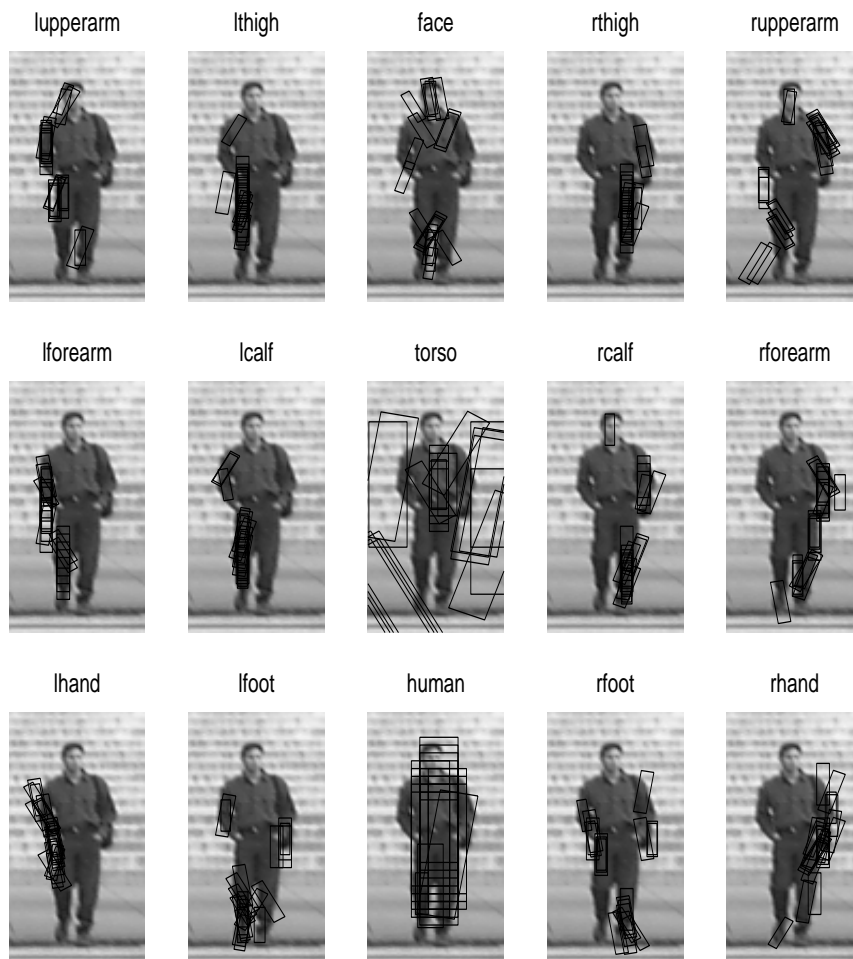 lupperarm lthigh face rthigh rupperarm
lforearm lcalf torso rcalf rforearm
lhand lfoot human rfoot rhand